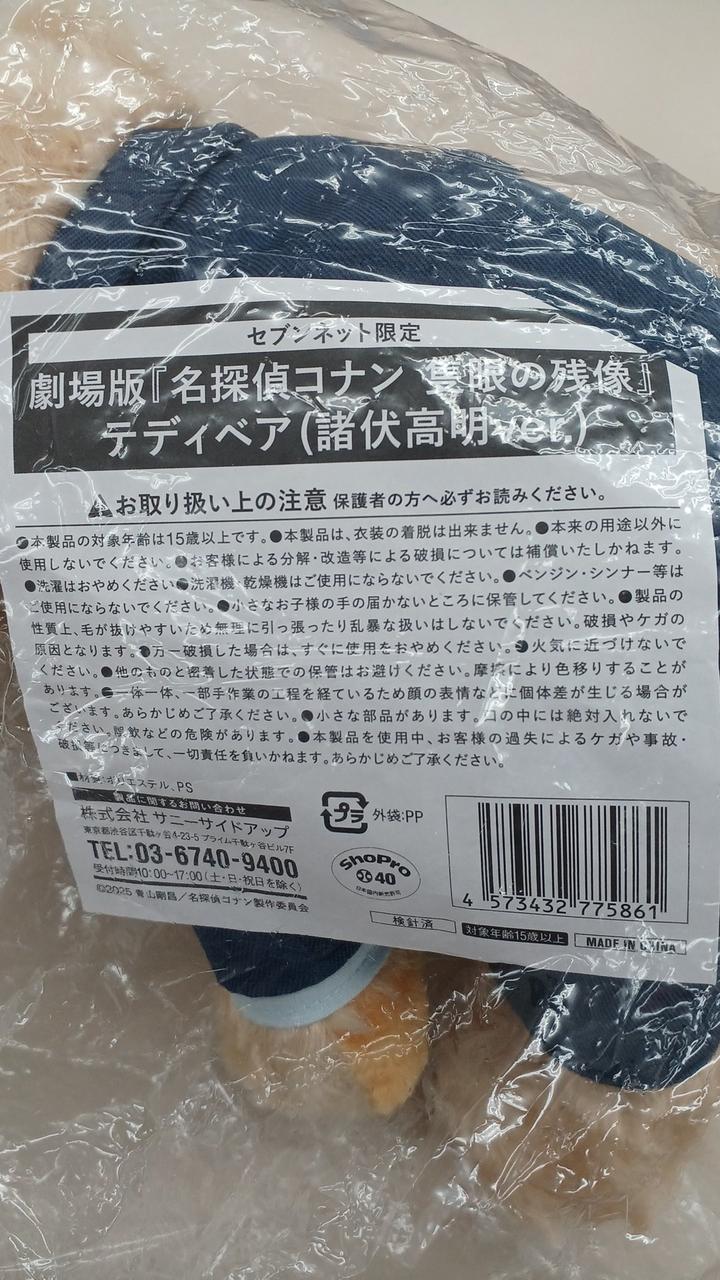 セブンネット限定
劇場版『名探偵コナン 隻眼の残像』
テディベア(諸伏高明ver.)
お取り扱い上の注意 保護者の方へ必ずお読みください。
●本製品の対象年齢は15歳以上です。●本製品は、衣装の着脱は出来ません。●本来の用途以外に
使用しないでください。●お客様による分解・改造等による破損については補償いたしかねます。
●洗濯はおやめください●洗濯機・乾燥機はご使用にならないでください。●ベンジン・シンナー等は
ご使用にならないでください。●小さなお子様の手の届かないところに保管してください。●製品の
性質上、毛が抜けやすいため無理に引っ張ったり乱暴な扱いはしないでください。破損やケガの
原因となります。●万一破損した場合は、すぐに使用をおやめください。●火気に近づけないで
ください。●他のものと密着した状態での保管はお避けください。摩擦により色移りすることが
あります。●一体一体、一部手作業の工程を経ているため顔の表情などに個体差が生じる場合が
ございます。あらかじめご了承ください。●小さな部品があります。口の中には絶対入れないで
ください。誤飲などの危険があります。●本製品を使用中、お客様の過失によるケガや事故・
破損等につきまして、一切責任を負いかねます。あらかじめご了承ください。
■材質:ポリエステル、PS
製品に関するお問い合わせ
株式会社 サニーサイドアップ
東京都渋谷区千駄ヶ谷4-23-5 プライム千駄ヶ谷ビル7F
TEL:03-6740-9400
受付時間10:00~17:00(土・日・祝日を除く)
©2025 青山剛昌/名探偵コナン製作委員会
プラ 外袋:PP
ShoPro
40
日本国内販売許可
4 573432 775861
検針済
対象年齢15歳以上
MADE IN CHINA